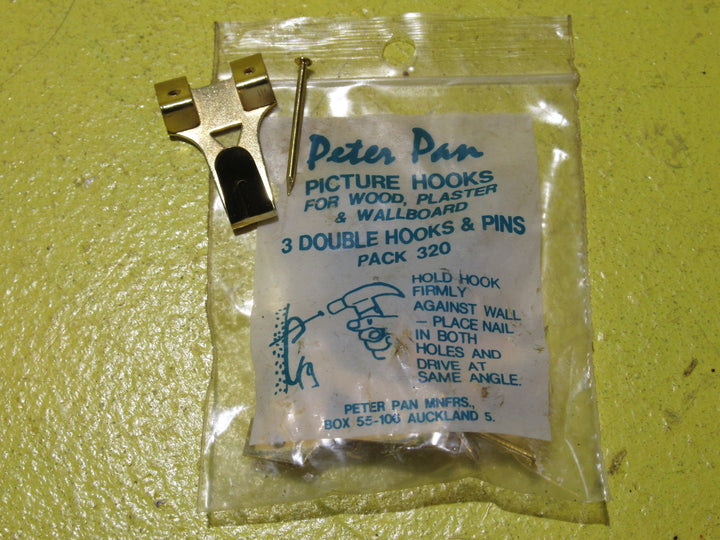 Peter Pan
PICTURE HOOKS
FOR WOOD, PLASTER
& WALLBOARD
3 DOUBLE HOOKS & PINS
PACK 320
HOLD HOOK
FIRMLY
AGAINST WALL
— PLACE NAIL
IN BOTH
HOLES AND
DRIVE AT
SAME ANGLE.
PETER PAN MNFRS.,
BOX 55-106 AUCKLAND 5.